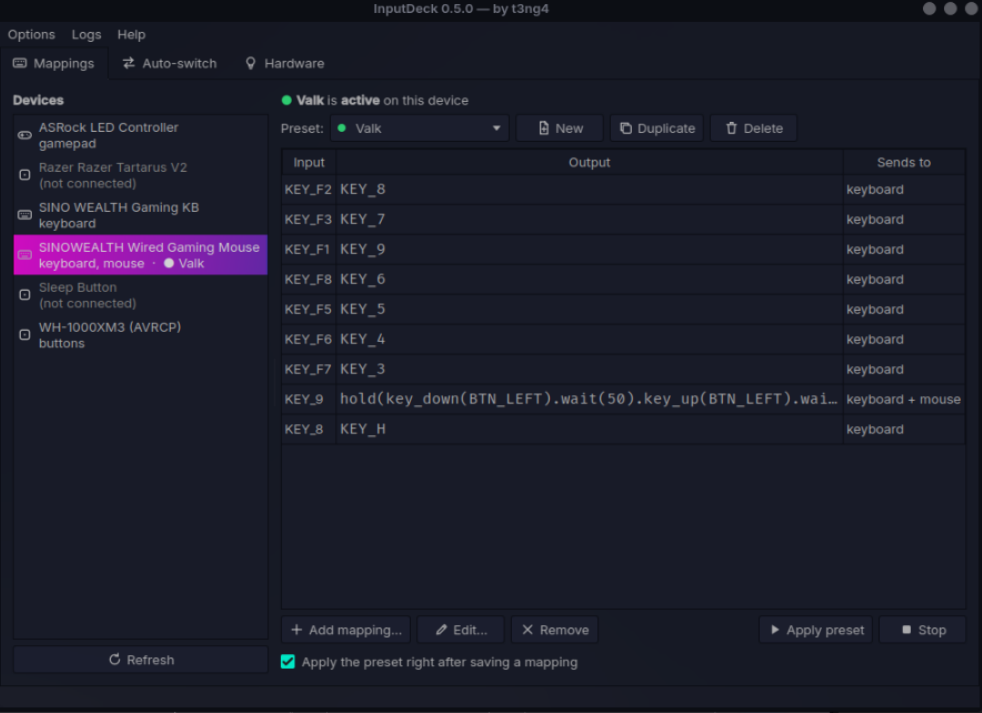 InputDeck 0.5.0 — by t3ng4
Options Logs Help
Mappings Auto-switch Hardware
Devices
ASRock LED Controller
gamepad
Razer Razer Tartarus V2
(not connected)
SINO WEALTH Gaming KB
keyboard
SINOWEALTH Wired Gaming Mouse
keyboard, mouse · Valk
Sleep Button
(not connected)
WH-1000XM3 (AVRCP)
buttons
Refresh
Valk is active on this device
Preset: Valk New Duplicate Delete
Input Output Sends to
KEY_F2 KEY_8 keyboard
KEY_F3 KEY_7 keyboard
KEY_F1 KEY_9 keyboard
KEY_F8 KEY_6 keyboard
KEY_F5 KEY_5 keyboard
KEY_F6 KEY_4 keyboard
KEY_F7 KEY_3 keyboard
KEY_9 hold(key_down(BTN_LEFT).wait(50).key_up(BTN_LEFT).wai… keyboard + mouse
KEY_8 KEY_H keyboard
Add mapping... Edit... Remove Apply preset Stop
Apply the preset right after saving a mapping